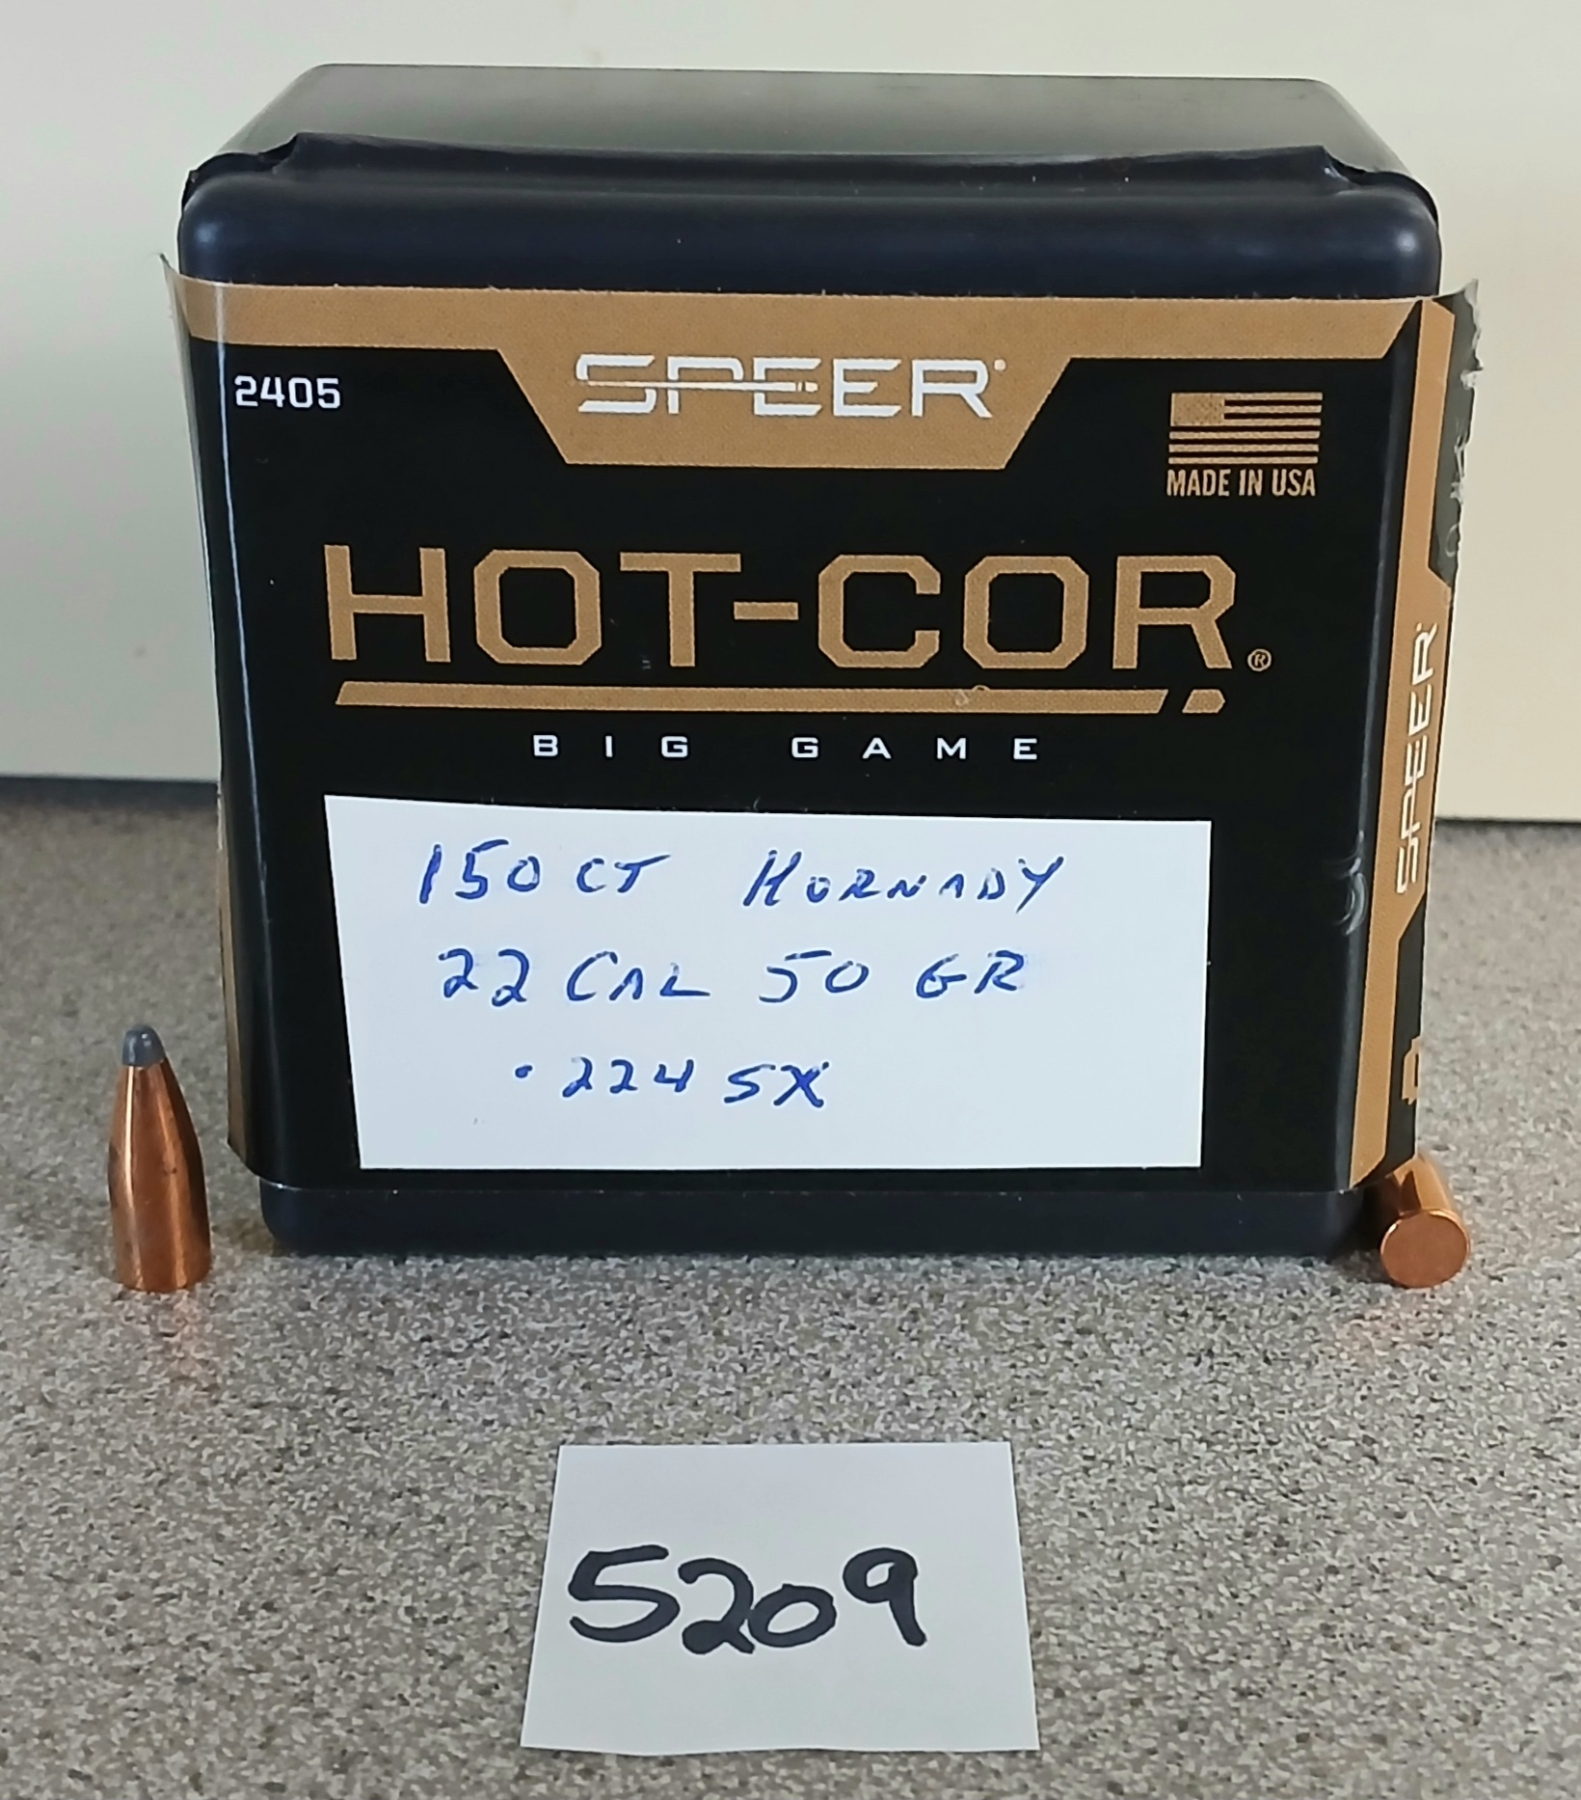 2405
SPEER
MADE IN USA
HOT-COR®
BIG GAME
150 CT HORNADY
22 CAL 50 GR
.224 SX
SPEER
5209